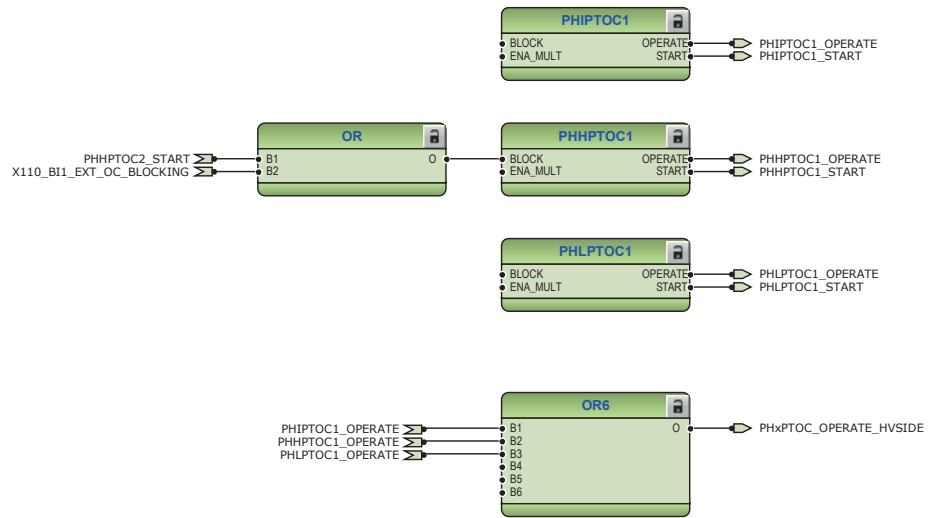 PHIPTOC1
BLOCK OPERATE PHIPTOC1_OPERATE
ENA_MULT START PHIPTOC1_START
OR PHHPTOC1
PHHPTOC2_START B1 O BLOCK OPERATE PHHPTOC1_OPERATE
X110_BI1_EXT_OC_BLOCKING B2 ENA_MULT START PHHPTOC1_START
PHLPTOC1
BLOCK OPERATE PHLPTOC1_OPERATE
ENA_MULT START PHLPTOC1_START
OR6
PHIPTOC1_OPERATE B1 O PHxPTOC_OPERATE_HVSIDE
PHHPTOC1_OPERATE B2
PHLPTOC1_OPERATE B3
B4
B5
B6